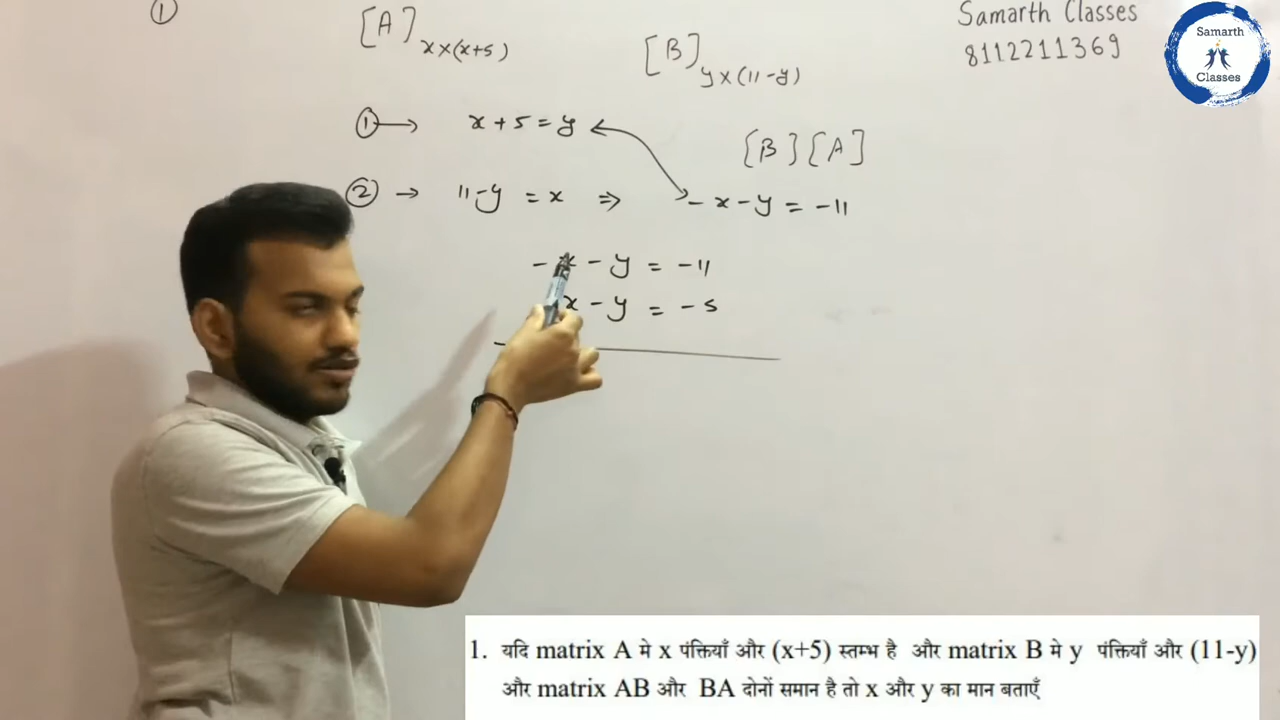 ①
[A] x×(x+5)
[B] y×(11-y)
Samarth Classes
8112211369
Samarth
Classes
① → x+5=y
[B][A]
② → 11-y = x ⇒ -x-y = -11
-x-y = -11
x-y = -5
1. यदि matrix A मे x पंक्तियाँ और (x+5) स्तम्भ है और matrix B मे y पंक्तियाँ और (11-y)
और matrix AB और BA दोनों समान है तो x और y का मान बताएँ